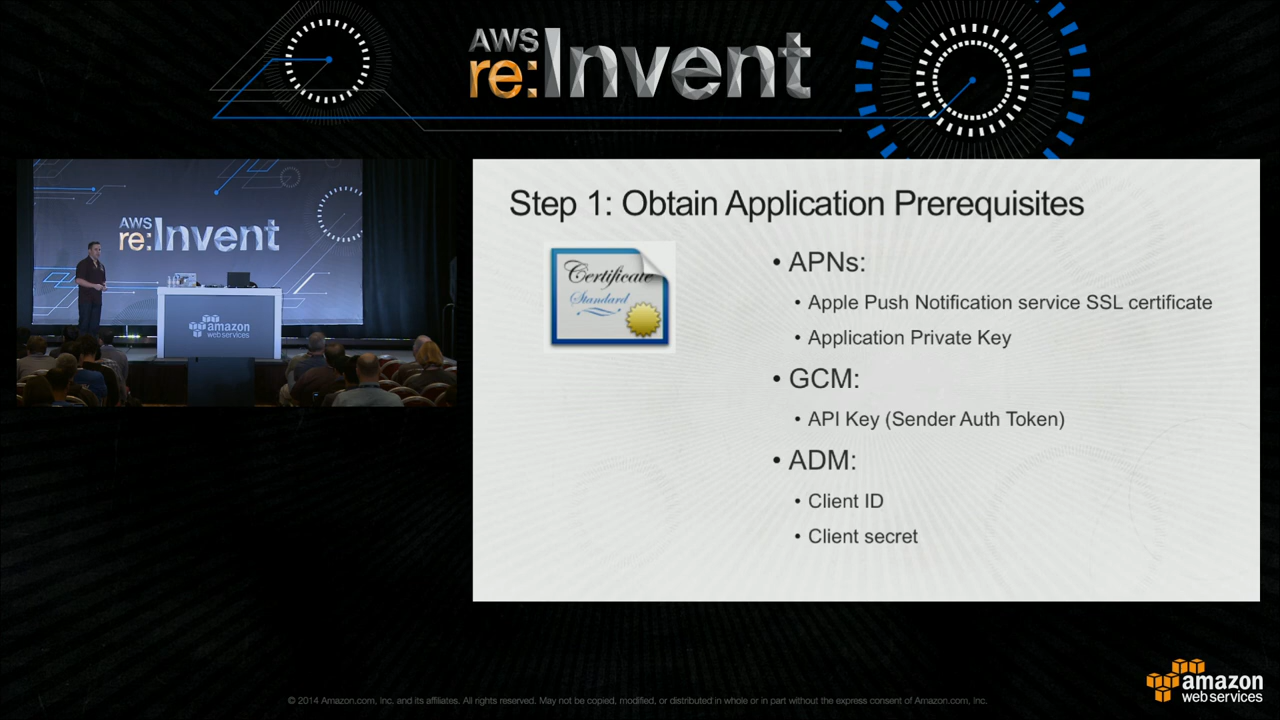 AWS
re:Invent
AWS
re:Invent
amazon
web services
Step 1: Obtain Application Prerequisites
Certificate
Standard
• APNs:
• Apple Push Notification service SSL certificate
• Application Private Key
• GCM:
• API Key (Sender Auth Token)
• ADM:
• Client ID
• Client secret
© 2014 Amazon.com, Inc. and its affiliates. All rights reserved. May not be copied, modified, or distributed in whole or in part without the express consent of Amazon.com, Inc.
amazon
web services